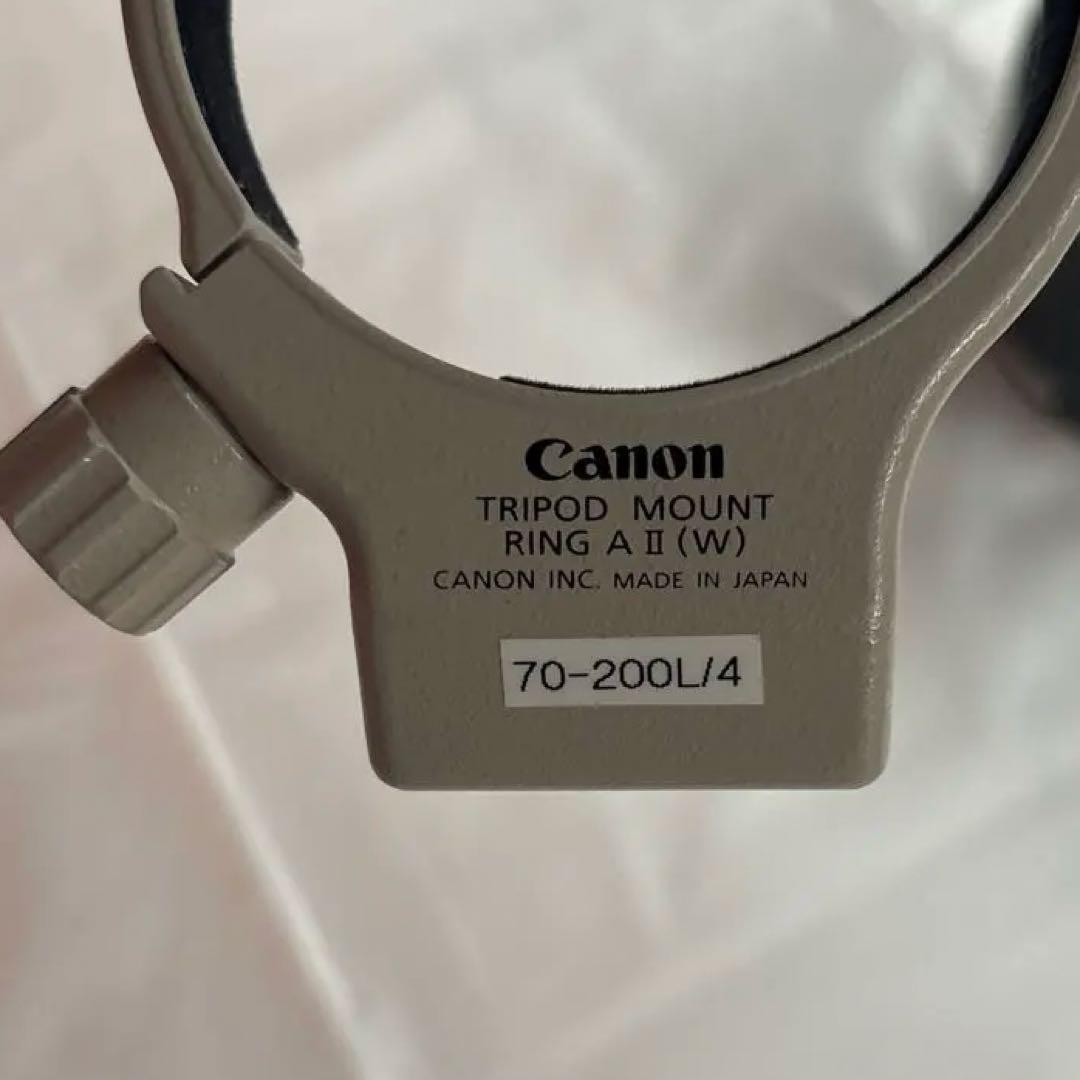 Canon
TRIPOD MOUNT
RING A Ⅱ (W)
CANON INC. MADE IN JAPAN
70-200L/4